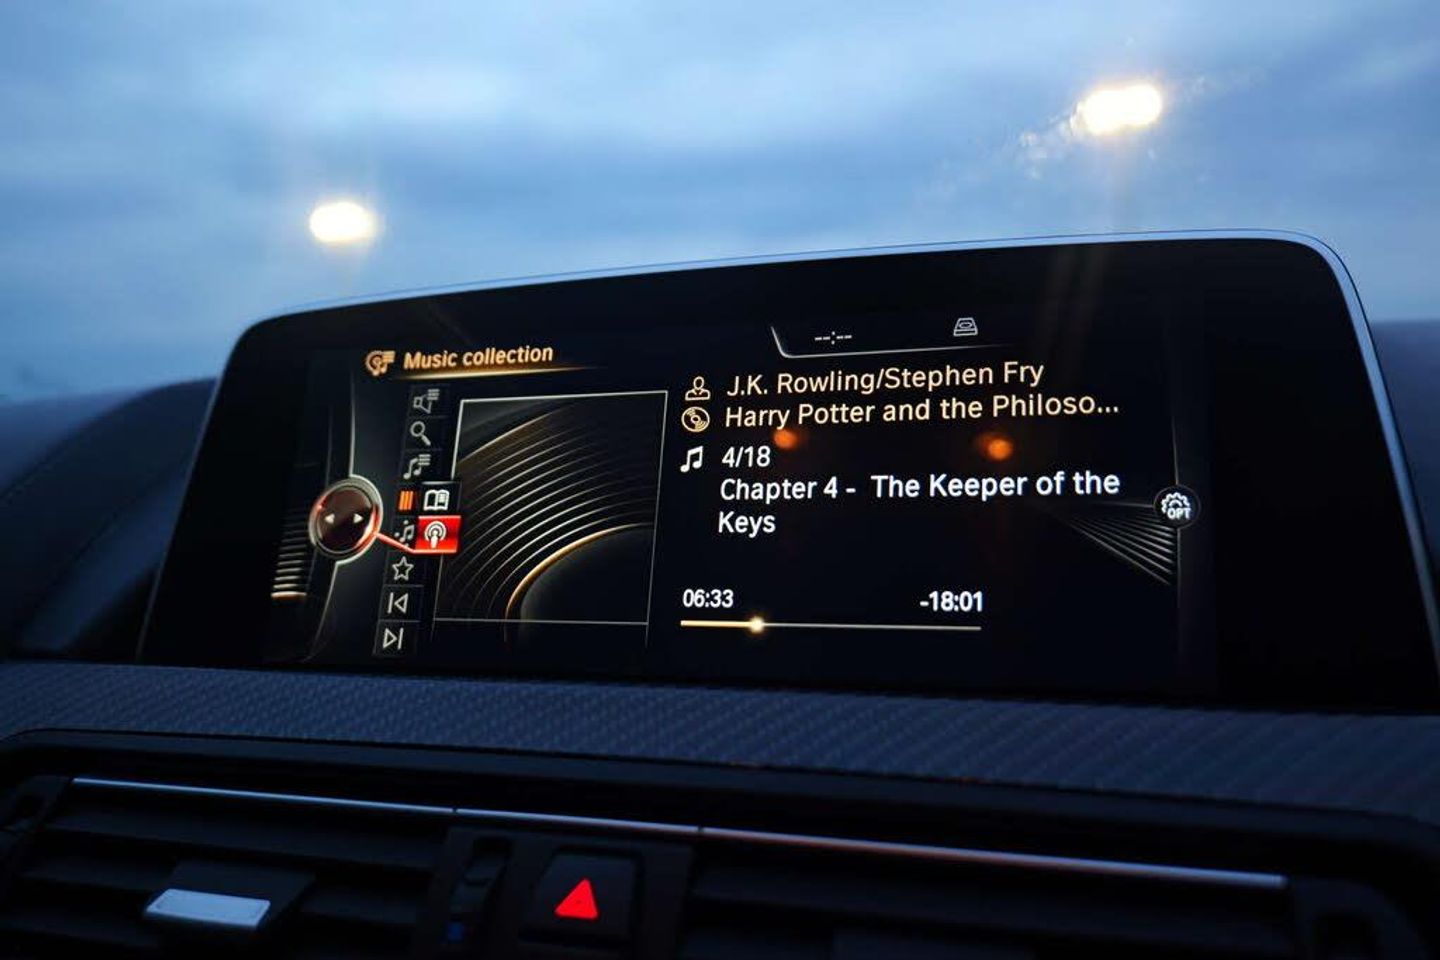 Music collection
--:--
J.K. Rowling/Stephen Fry
Harry Potter and the Philoso...
4/18
Chapter 4 - The Keeper of the
Keys
OPT
06:33
-18:01